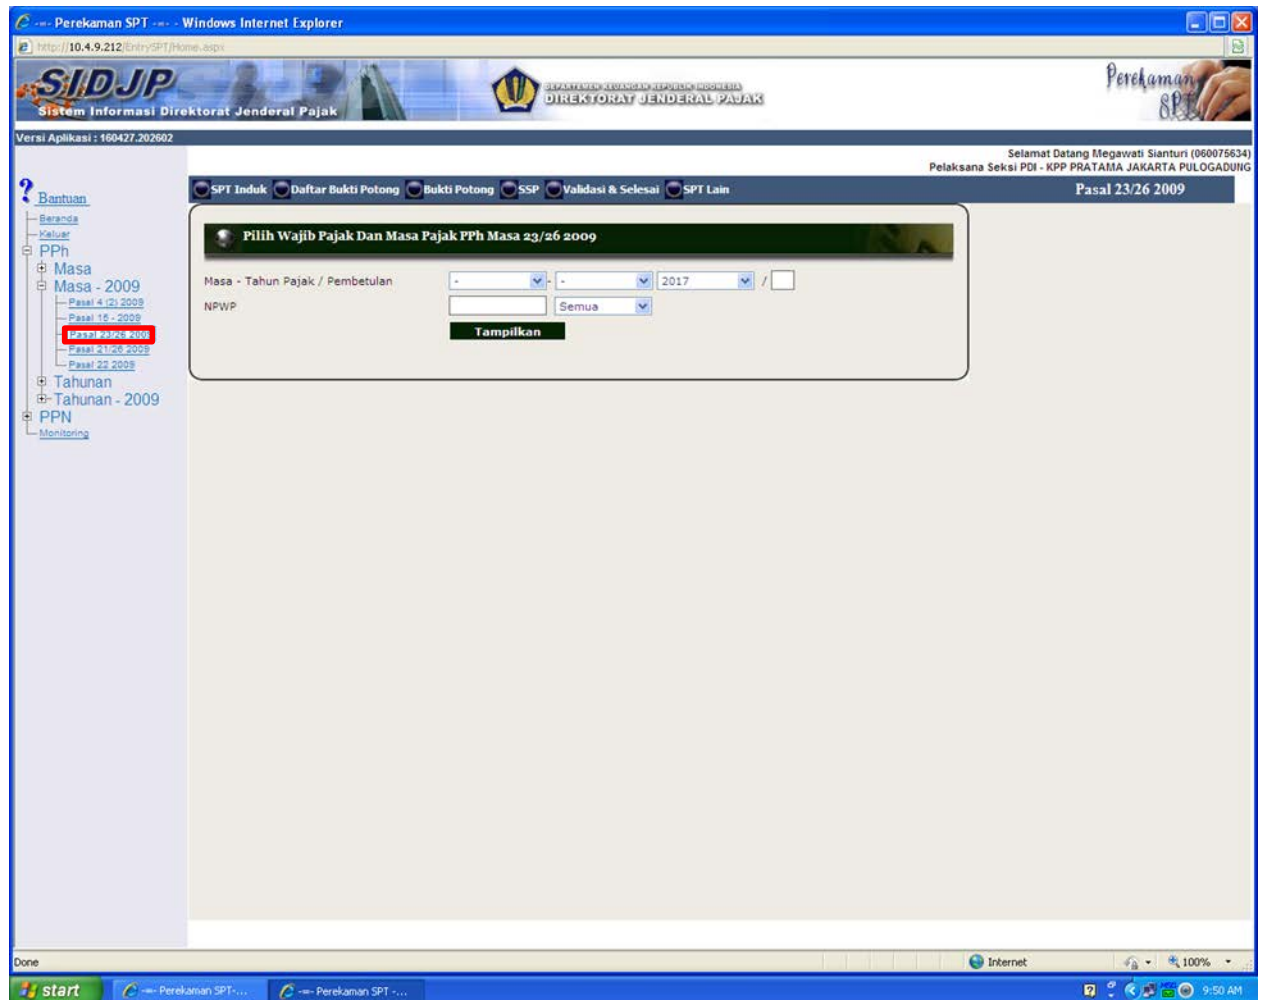 -=- Perekaman SPT -=- - Windows Internet Explorer
http://10.4.9.212/EntrySPT/Home.aspx
SIDJP
Sistem Informasi Direktorat Jenderal Pajak
DEPARTEMEN KEUANGAN REPUBLIK INDONESIA
DIREKTORAT JENDERAL PAJAK
Perekaman
SPT
Versi Aplikasi : 160427.202602
Selamat Datang Megawati Sianturi (060075634)
Pelaksana Seksi PDI - KPP PRATAMA JAKARTA PULOGADUNG
? Bantuan
SPT Induk Daftar Bukti Potong Bukti Potong SSP Validasi & Selesai SPT Lain
Pasal 23/26 2009
Beranda
Keluar
PPh
Masa
Masa - 2009
Pasal 4 (2) 2009
Pasal 15 - 2009
Pasal 23/26 2009
Pasal 21/26 2009
Pasal 22 2009
Tahunan
Tahunan - 2009
PPN
Monitoring
Pilih Wajib Pajak Dan Masa Pajak PPh Masa 23/26 2009
Masa - Tahun Pajak / Pembetulan - - - 2017 /
NPWP Semua
Tampilkan
Done
Internet
100%
start
-=- Perekaman SPT-...
-=- Perekaman SPT -...
9:50 AM